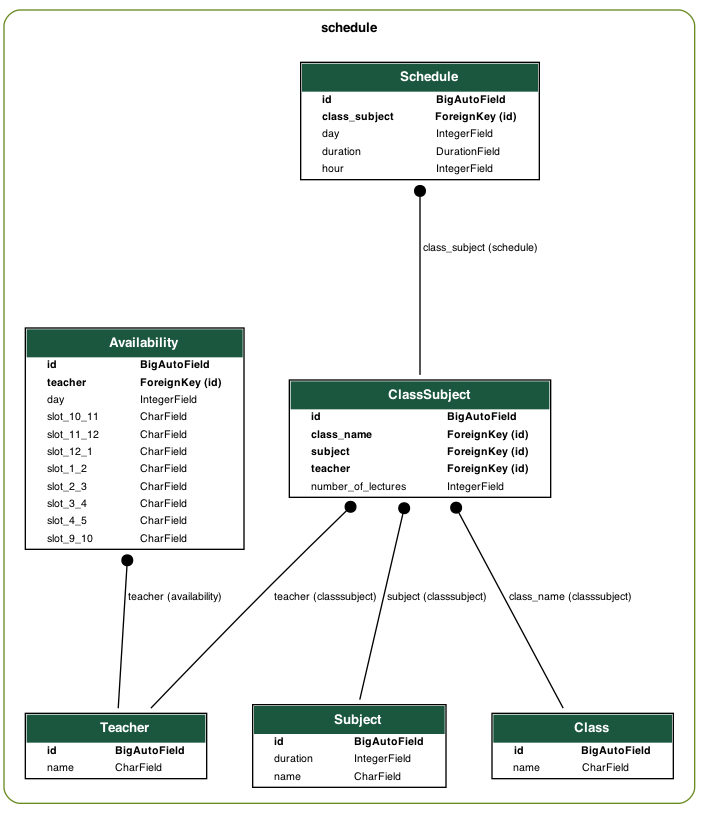 schedule
Schedule
id BigAutoField
class_subject ForeignKey (id)
day IntegerField
duration DurationField
hour IntegerField
class_subject (schedule)
Availability
id BigAutoField
teacher ForeignKey (id)
day IntegerField
slot_10_11 CharField
slot_11_12 CharField
slot_12_1 CharField
slot_1_2 CharField
slot_2_3 CharField
slot_3_4 CharField
slot_4_5 CharField
slot_9_10 CharField
ClassSubject
id BigAutoField
class_name ForeignKey (id)
subject ForeignKey (id)
teacher ForeignKey (id)
number_of_lectures IntegerField
teacher (availability)
teacher (classsubject)
subject (classsubject)
class_name (classsubject)
Teacher
id BigAutoField
name CharField
Subject
id BigAutoField
duration IntegerField
name CharField
Class
id BigAutoField
name CharField